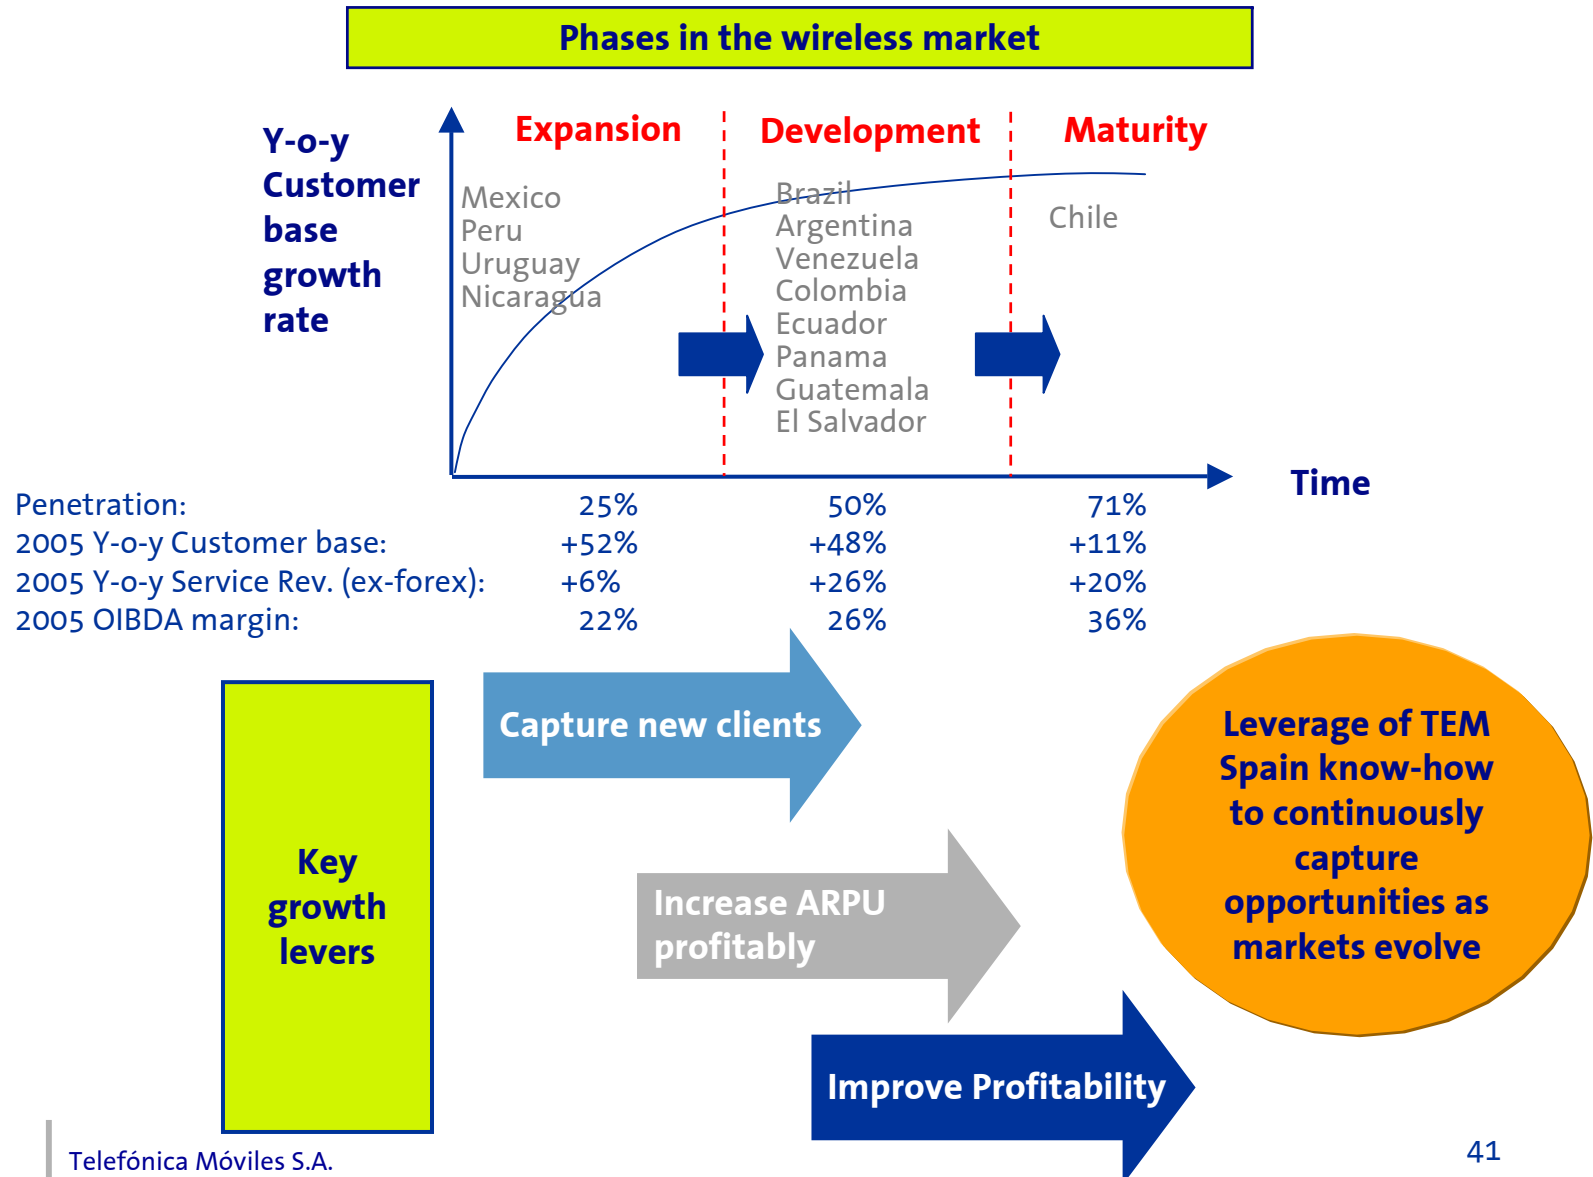 Phases in the wireless market
Y-o-y
Customer
base
growth
rate
Expansion
Development
Maturity
Mexico
Peru
Uruguay
Nicaragua
Brazil
Argentina
Venezuela
Colombia
Ecuador
Panama
Guatemala
El Salvador
Chile
Time
Penetration: 25% 50% 71%
2005 Y-o-y Customer base: +52% +48% +11%
2005 Y-o-y Service Rev. (ex-forex): +6% +26% +20%
2005 OIBDA margin: 22% 26% 36%
Key
growth
levers
Capture new clients
Increase ARPU
profitably
Improve Profitability
Leverage of TEM
Spain know-how
to continuously
capture
opportunities as
markets evolve
Telefónica Móviles S.A.
41